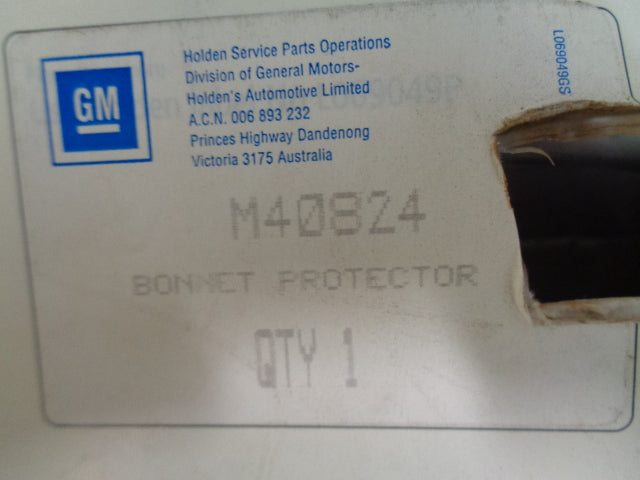 GM
Holden Service Parts Operations
Division of General Motors-
Holden's Automotive Limited
A.C.N. 006 893 232
Princes Highway Dandenong
Victoria 3175 Australia
L069049GS
M40824
BONNET PROTECTOR
QTY 1